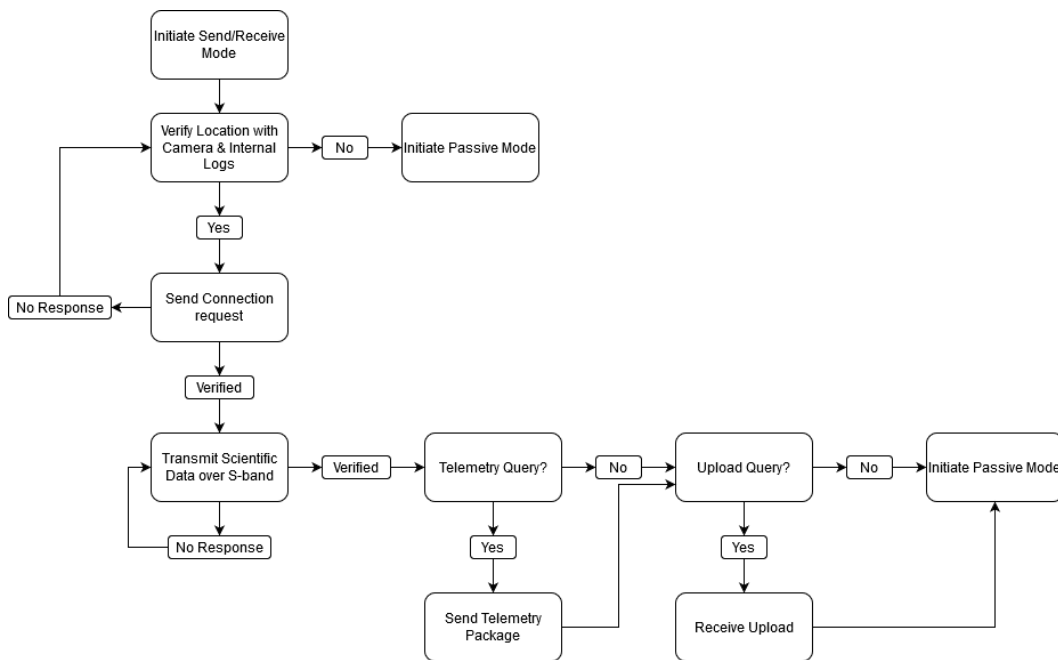 Initiate Send/Receive
Mode
Verify Location with
Camera & Internal
Logs
No
Initiate Passive Mode
Yes
Send Connection
request
No Response
Verified
Transmit Scientific
Data over S-band
Verified
Telemetry Query?
No
Upload Query?
No
Initiate Passive Mode
No Response
Yes
Yes
Send Telemetry
Package
Receive Upload